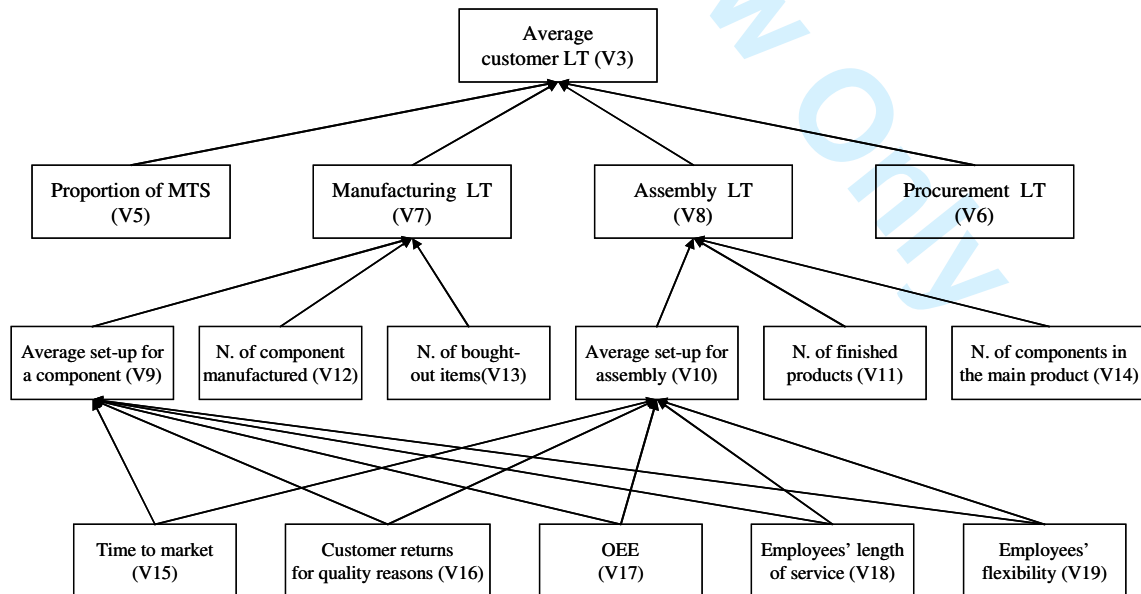 Average
customer LT (V3)
w Only
Proportion of MTS
(V5)
Manufacturing LT
(V7)
Assembly LT
(V8)
Procurement LT
(V6)
Average set-up for
a component (V9)
N. of component
manufactured (V12)
N. of bought-
out items(V13)
Average set-up for
assembly (V10)
N. of finished
products (V11)
N. of components in
the main product (V14)
Time to market
(V15)
Customer returns
for quality reasons (V16)
OEE
(V17)
Employees’ length
of service (V18)
Employees’
flexibility (V19)